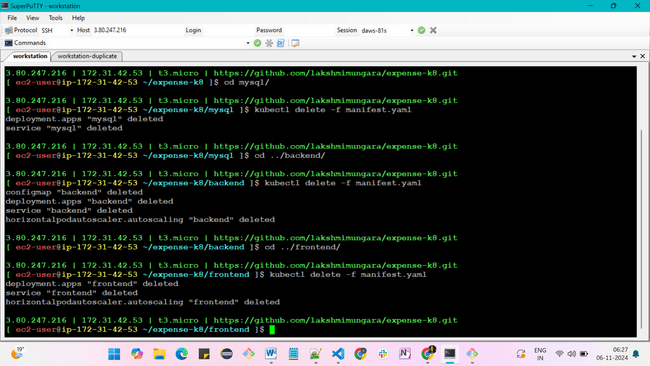 SuperPuTTY - workstation
File View Tools Help
Protocol SSH Host 3.80.247.216 Login Password Session daws-81s
Commands
workstation workstation-duplicate
3.80.247.216 | 172.31.42.53 | t3.micro | https://github.com/lakshmimungara/expense-k8.git
[ ec2-user@ip-172-31-42-53 ~/expense-k8 ]$ cd mysql/
3.80.247.216 | 172.31.42.53 | t3.micro | https://github.com/lakshmimungara/expense-k8.git
[ ec2-user@ip-172-31-42-53 ~/expense-k8/mysql ]$ kubectl delete -f manifest.yaml
deployment.apps "mysql" deleted
service "mysql" deleted
3.80.247.216 | 172.31.42.53 | t3.micro | https://github.com/lakshmimungara/expense-k8.git
[ ec2-user@ip-172-31-42-53 ~/expense-k8/mysql ]$ cd ../backend/
3.80.247.216 | 172.31.42.53 | t3.micro | https://github.com/lakshmimungara/expense-k8.git
[ ec2-user@ip-172-31-42-53 ~/expense-k8/backend ]$ kubectl delete -f manifest.yaml
configmap "backend" deleted
deployment.apps "backend" deleted
service "backend" deleted
horizontalpodautoscaler.autoscaling "backend" deleted
3.80.247.216 | 172.31.42.53 | t3.micro | https://github.com/lakshmimungara/expense-k8.git
[ ec2-user@ip-172-31-42-53 ~/expense-k8/backend ]$ cd ../frontend/
3.80.247.216 | 172.31.42.53 | t3.micro | https://github.com/lakshmimungara/expense-k8.git
[ ec2-user@ip-172-31-42-53 ~/expense-k8/frontend ]$ kubectl delete -f manifest.yaml
deployment.apps "frontend" deleted
service "frontend" deleted
horizontalpodautoscaler.autoscaling "frontend" deleted
3.80.247.216 | 172.31.42.53 | t3.micro | https://github.com/lakshmimungara/expense-k8.git
[ ec2-user@ip-172-31-42-53 ~/expense-k8/frontend ]$
19°
ENG
IN
06:27
06-11-2024